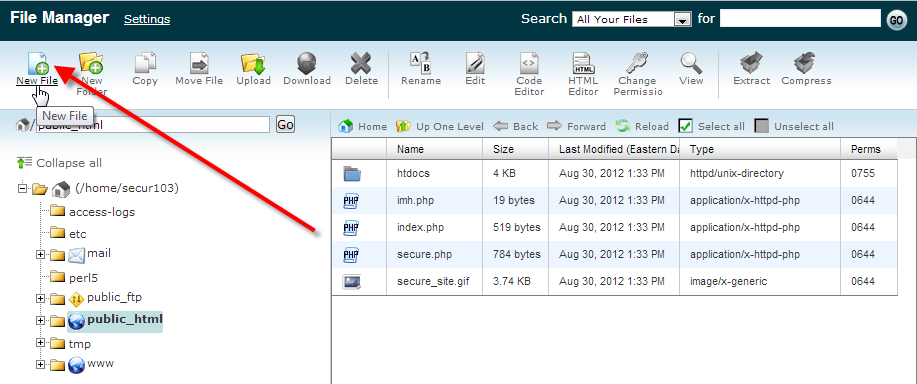 File Manager Settings Search All Your Files for GO
New File New Folder Copy Move File Upload Download Delete Rename Edit Code Editor HTML Editor Change Permissio View Extract Compress
New File
/public_html Go
Home Up One Level Back Forward Reload Select all Unselect all
Collapse all
(/home/secur103)
access-logs
etc
mail
perl5
public_ftp
public_html
tmp
www
Name Size Last Modified (Eastern Da Type Perms
htdocs 4 KB Aug 30, 2012 1:33 PM httpd/unix-directory 0755
PHP imh.php 19 bytes Aug 30, 2012 1:33 PM application/x-httpd-php 0644
PHP index.php 519 bytes Aug 30, 2012 1:33 PM application/x-httpd-php 0644
PHP secure.php 784 bytes Aug 30, 2012 1:33 PM application/x-httpd-php 0644
secure_site.gif 3.74 KB Aug 30, 2012 1:33 PM image/x-generic 0644